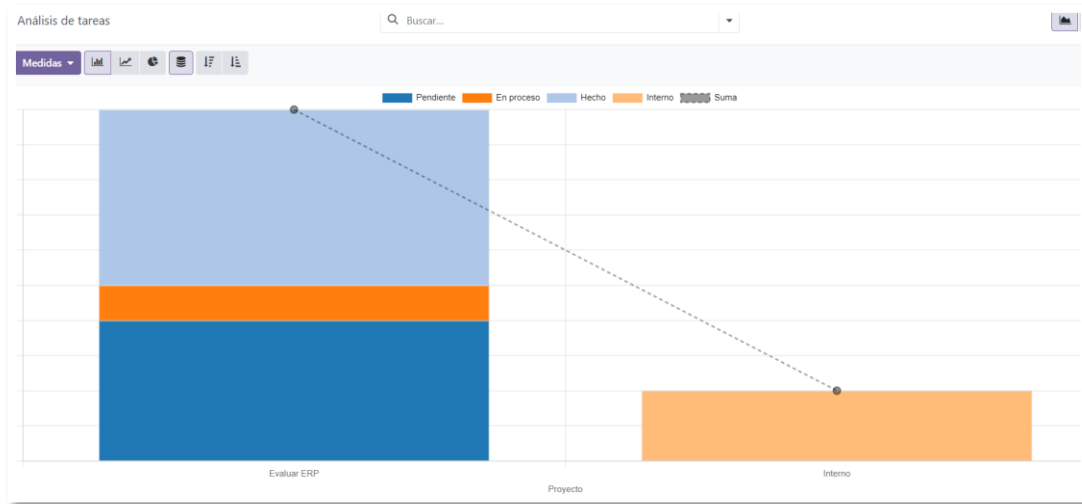 Análisis de tareas
Buscar...
Medidas
Pendiente En proceso Hecho Interno Suma
Evaluar ERP Interno
Proyecto